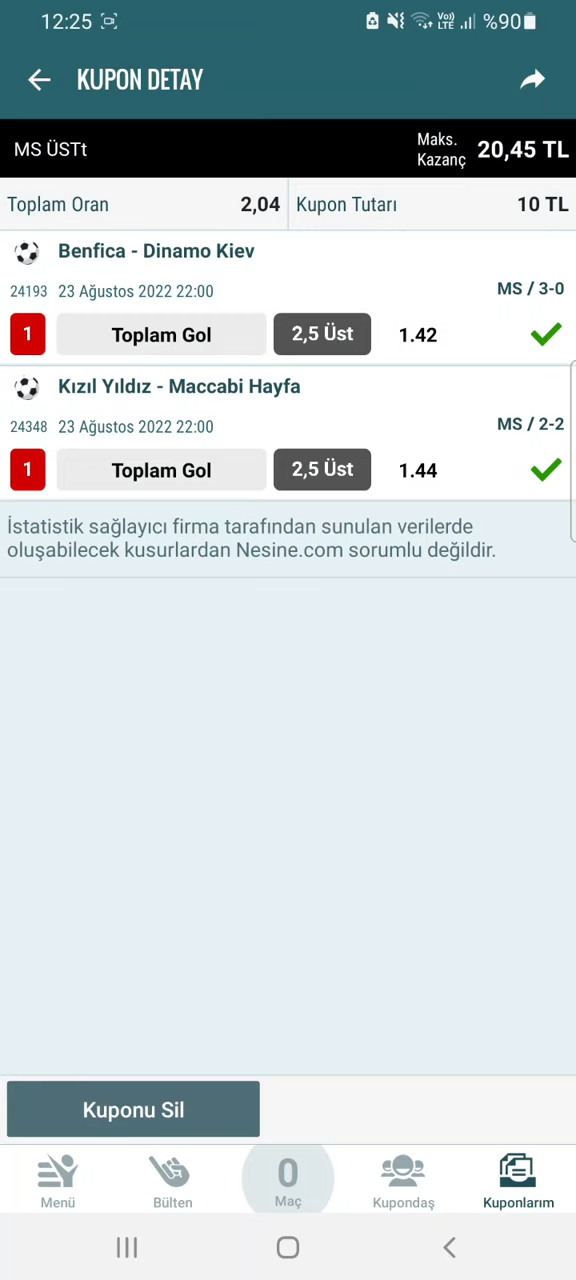 12:25 Vo)) LTE %90
KUPON DETAY
MS ÜSTt Maks. Kazanç 20,45 TL
Toplam Oran 2,04 Kupon Tutarı 10 TL
Benfica - Dinamo Kiev
24193 23 Ağustos 2022 22:00 MS / 3-0
1 Toplam Gol 2,5 Üst 1.42
Kızıl Yıldız - Maccabi Hayfa
24348 23 Ağustos 2022 22:00 MS / 2-2
1 Toplam Gol 2,5 Üst 1.44
İstatistik sağlayıcı firma tarafından sunulan verilerde
oluşabilecek kusurlardan Nesine.com sorumlu değildir.
Kuponu Sil
0
Menü Bülten Maç Kupondaş Kuponlarım